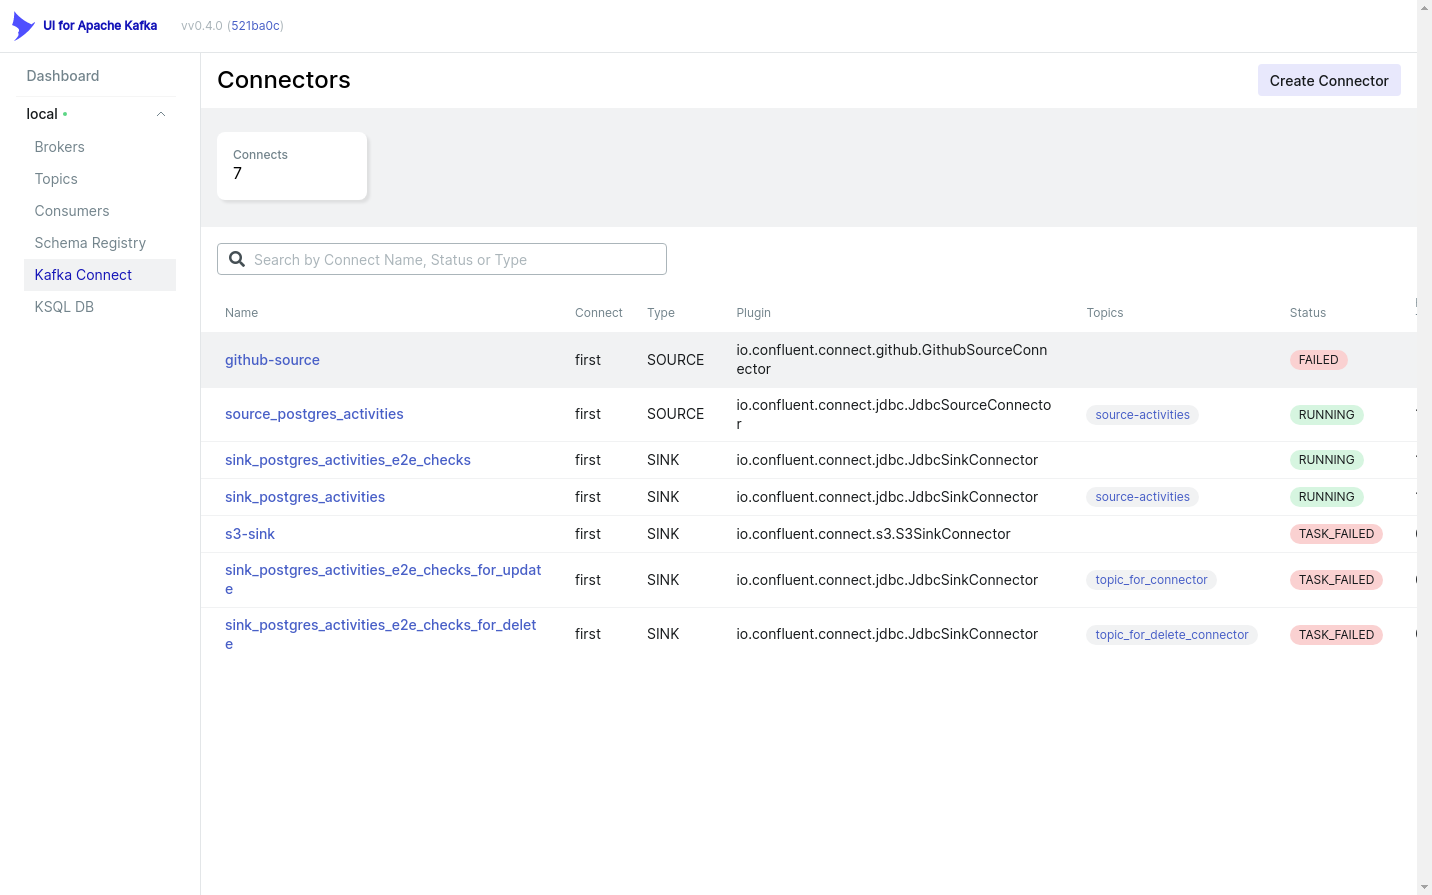 UI for Apache Kafka
vv0.4.0 (521ba0c)
Dashboard
local
Brokers
Topics
Consumers
Schema Registry
Kafka Connect
KSQL DB
Connectors
Create Connector
Connects
7
Search by Connect Name, Status or Type
Name Connect Type Plugin Topics Status
github-source first SOURCE io.confluent.connect.github.GithubSourceConn
ector FAILED
source_postgres_activities first SOURCE io.confluent.connect.jdbc.JdbcSourceConnecto
r source-activities RUNNING
sink_postgres_activities_e2e_checks first SINK io.confluent.connect.jdbc.JdbcSinkConnector RUNNING
sink_postgres_activities first SINK io.confluent.connect.jdbc.JdbcSinkConnector source-activities RUNNING
s3-sink first SINK io.confluent.connect.s3.S3SinkConnector TASK_FAILED
sink_postgres_activities_e2e_checks_for_updat
e first SINK io.confluent.connect.jdbc.JdbcSinkConnector topic_for_connector TASK_FAILED
sink_postgres_activities_e2e_checks_for_delet
e first SINK io.confluent.connect.jdbc.JdbcSinkConnector topic_for_delete_connector TASK_FAILED